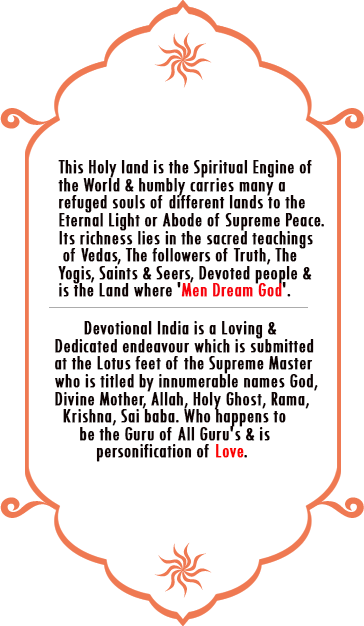 This Holy land is the Spiritual Engine of
the World & humbly carries many a
refuged souls of different lands to the
Eternal Light or Abode of Supreme Peace.
Its richness lies in the sacred teachings
of Vedas, The followers of Truth, The
Yogis, Saints & Seers, Devoted people &
is the Land where 'Men Dream God'.
Devotional India is a Loving &
Dedicated endeavour which is submitted
at the Lotus feet of the Supreme Master
who is titled by innumerable names God,
Divine Mother, Allah, Holy Ghost, Rama,
Krishna, Sai baba. Who happens to
be the Guru of All Guru's & is
personification of Love.